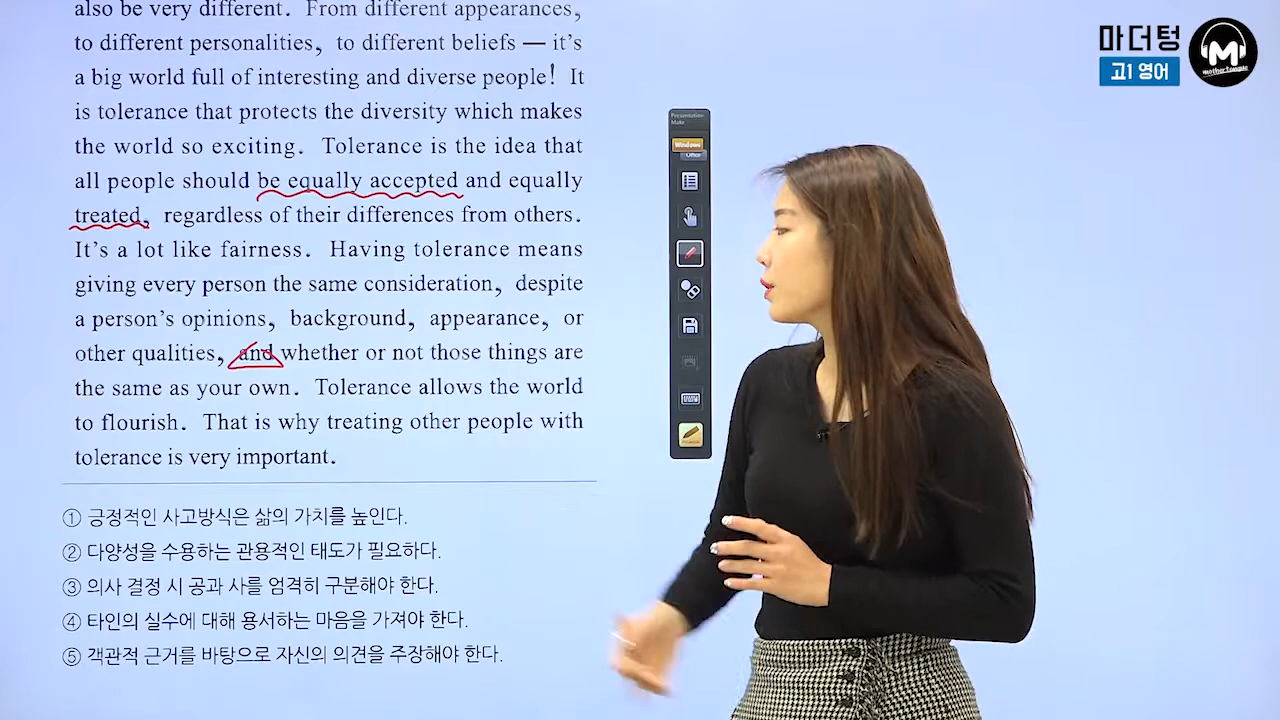 also be very different. From different appearances,
to different personalities, to different beliefs — it's
a big world full of interesting and diverse people! It
is tolerance that protects the diversity which makes
the world so exciting. Tolerance is the idea that
all people should be equally accepted and equally
treated, regardless of their differences from others.
It's a lot like fairness. Having tolerance means
giving every person the same consideration, despite
a person's opinions, background, appearance, or
other qualities, and whether or not those things are
the same as your own. Tolerance allows the world
to flourish. That is why treating other people with
tolerance is very important.
① 긍정적인 사고방식은 삶의 가치를 높인다.
② 다양성을 수용하는 관용적인 태도가 필요하다.
③ 의사 결정 시 공과 사를 엄격히 구분해야 한다.
④ 타인의 실수에 대해 용서하는 마음을 가져야 한다.
⑤ 객관적 근거를 바탕으로 자신의 의견을 주장해야 한다.
Presentation
Make
Windows
Office
마더텅
고1 영어
M
mother tongue